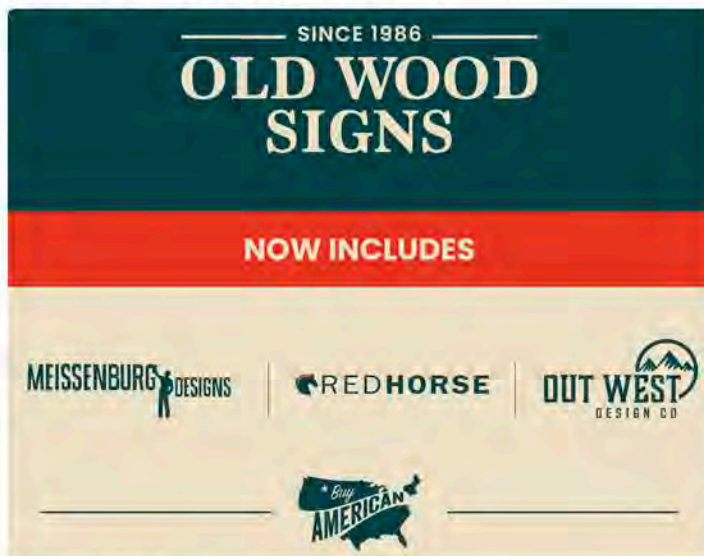 SINCE 1986
OLD WOOD
SIGNS
NOW INCLUDES
MEISSENBURG DESIGNS
REDHORSE
OUT WEST
DESIGN CO
Buy
AMERICAN